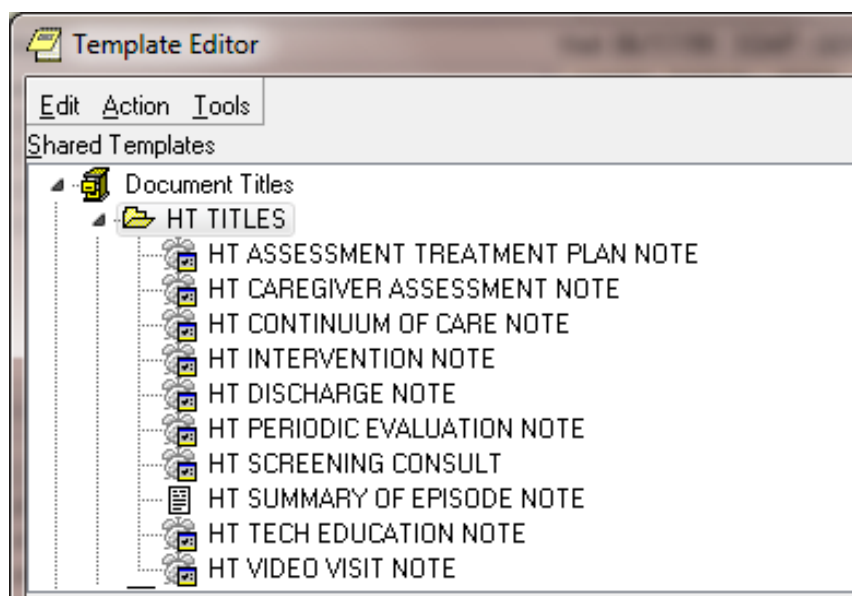 Template Editor
Edit Action Tools
Shared Templates
Document Titles
HT TITLES
HT ASSESSMENT TREATMENT PLAN NOTE
HT CAREGIVER ASSESSMENT NOTE
HT CONTINUUM OF CARE NOTE
HT INTERVENTION NOTE
HT DISCHARGE NOTE
HT PERIODIC EVALUATION NOTE
HT SCREENING CONSULT
HT SUMMARY OF EPISODE NOTE
HT TECH EDUCATION NOTE
HT VIDEO VISIT NOTE